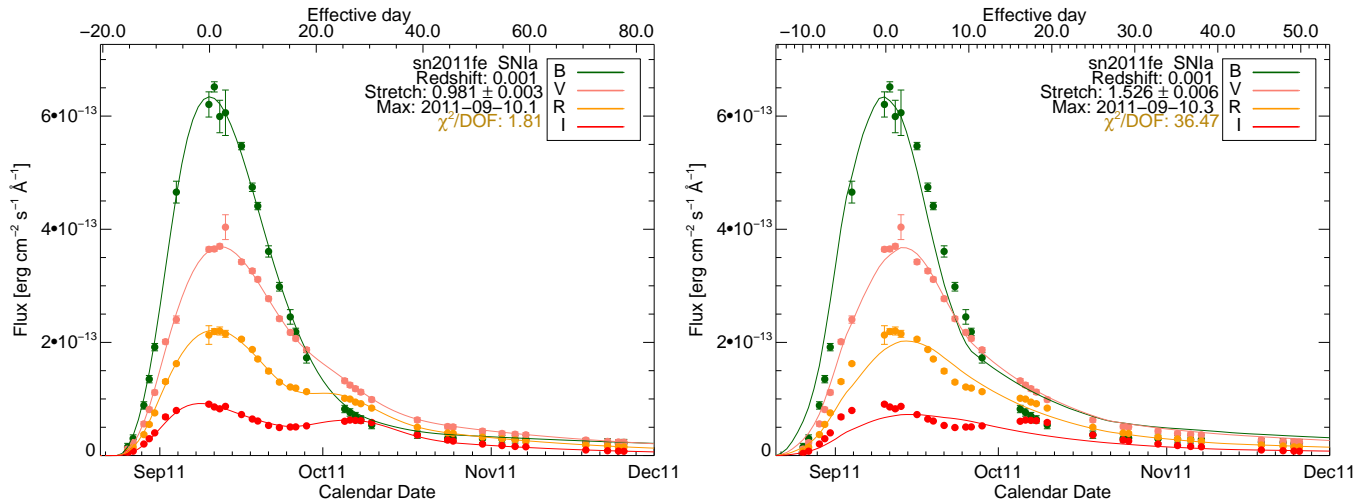 Effective day
−20.0 0.0 20.0 40.0 60.0 80.0
sn2011fe SNIa
Redshift: 0.001
Stretch: 0.981 ± 0.003
Max: 2011−09−10.1
χ²/DOF: 1.81
B
V
R
I
6•10⁻¹³
4•10⁻¹³
2•10⁻¹³
0
Flux [erg cm⁻² s⁻¹ Å⁻¹]
Sep11 Oct11 Nov11 Dec11
Calendar Date
Effective day
−10.0 0.0 10.0 20.0 30.0 40.0 50.0
sn2011fe SNIa
Redshift: 0.001
Stretch: 1.526 ± 0.006
Max: 2011−09−10.3
χ²/DOF: 36.47
B
V
R
I
6•10⁻¹³
4•10⁻¹³
2•10⁻¹³
0
Flux [erg cm⁻² s⁻¹ Å⁻¹]
Sep11 Oct11 Nov11 Dec11
Calendar Date